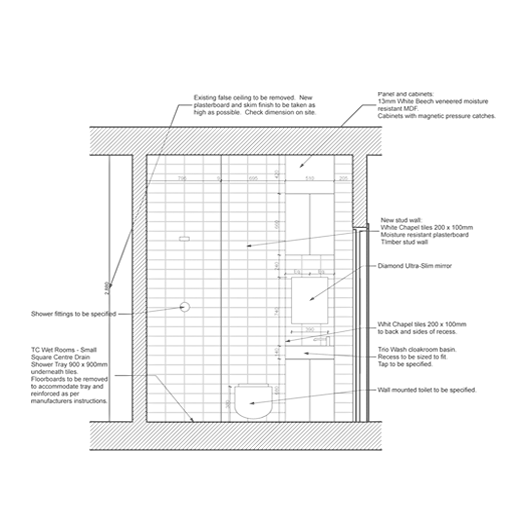 Existing false ceiling to be removed. New
plasterboard and skim finish to be taken as
high as possible. Check dimension on site.
Panel and cabinets:
13mm White Beech veneered moisture
resistant MDF.
Cabinets with magnetic pressure catches.
700
600
510
200
New stud wall:
White Chapel tiles 200 x 100mm
Moisture resistant plasterboard
Timber stud wall
Diamond Ultra-Slim mirror
Shower fittings to be specified
Whit Chapel tiles 200 x 100mm
to back and sides of recess.
TC Wet Rooms - Small
Square Centre Drain
Shower Tray 900 x 900mm
underneath tiles.
Floorboards to be removed
to accommodate tray and
reinforced as per
manufacturers instructions.
Trio Wash cloakroom basin.
Recess to be sized to fit.
Tap to be specified.
Wall mounted toilet to be specified.